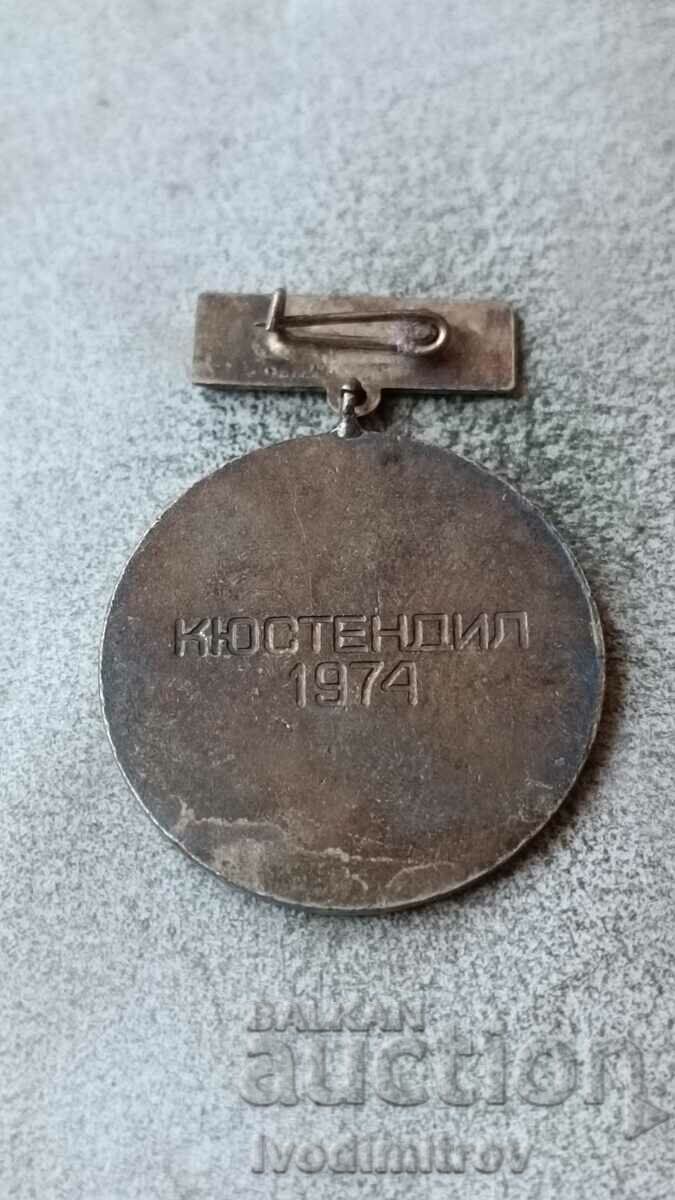 КЮСТЕНДИЛ
1974
BALKAN
auction
Ivodimitrov